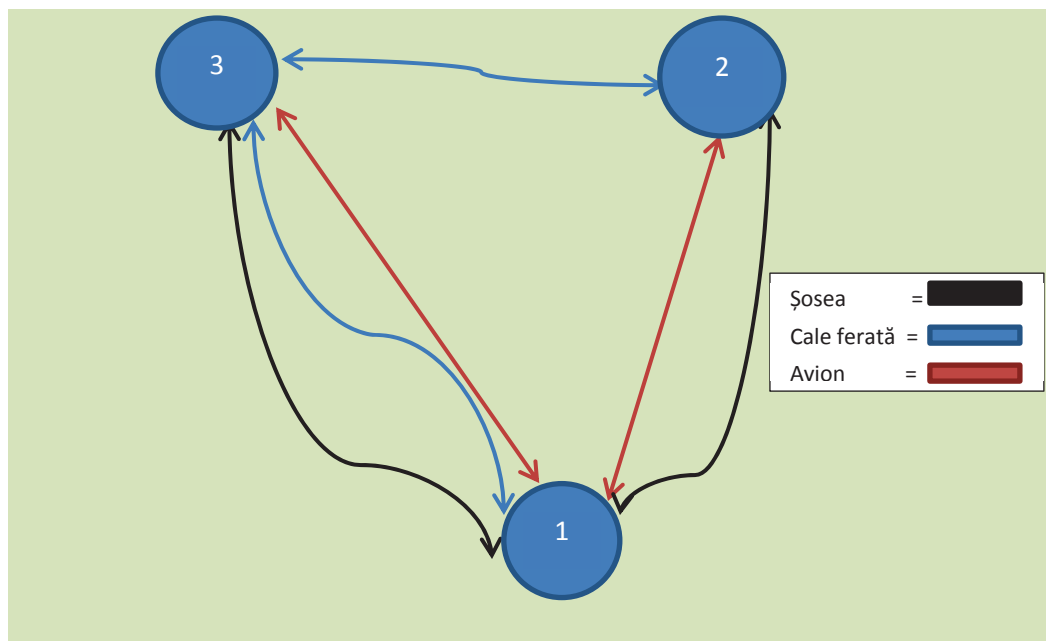 3
2
Șosea =
Cale ferată =
Avion =
1